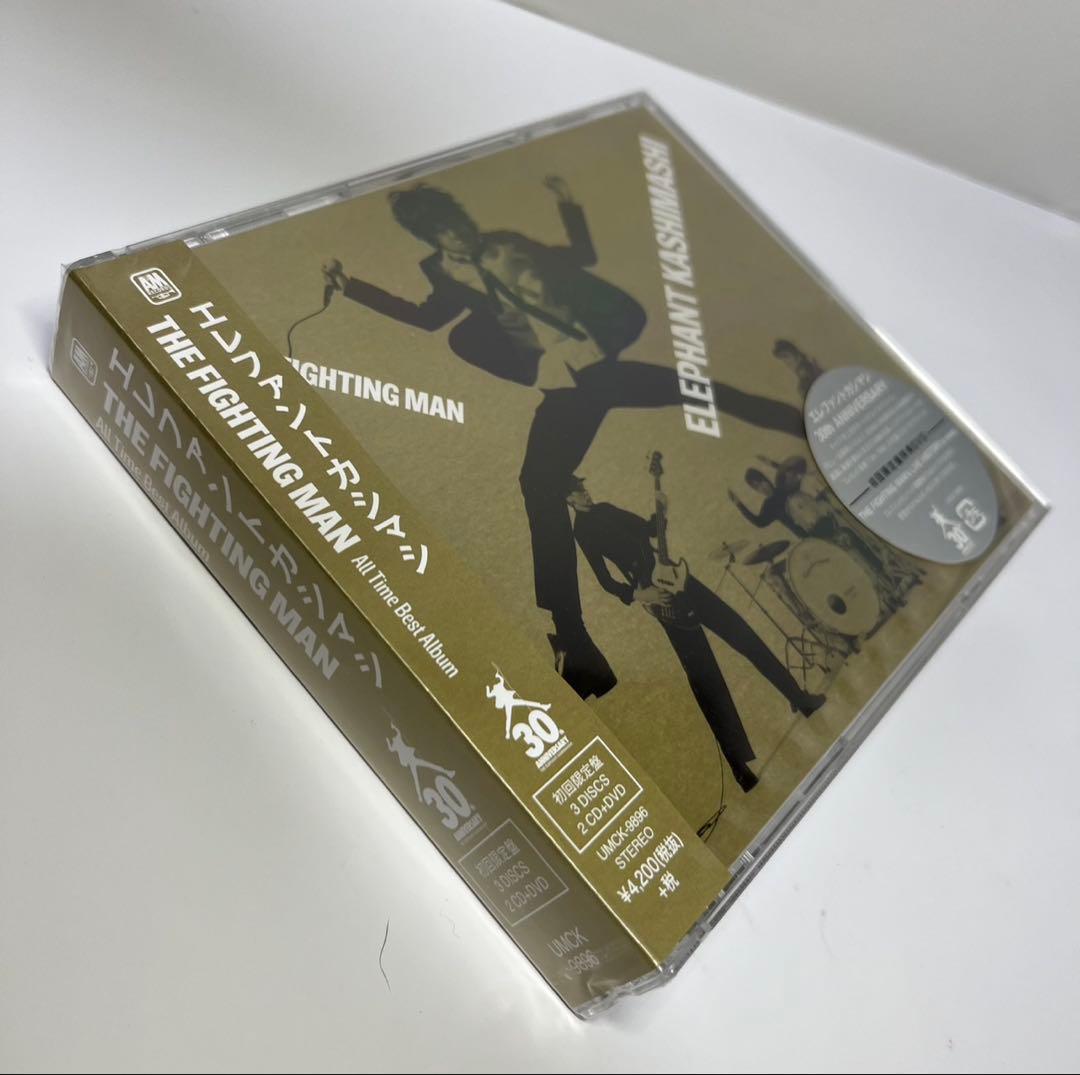 A&M
RECORDS
エレファントカシマシ
THE FIGHTING MAN
All Time Best Album
30th
ANNIVERSARY
初回限定盤
3 DISCS
2 CD+DVD
UMCK-9896
STEREO
¥4,200(税抜)
+税
エレファントカシマシ
THE FIGHTING MAN
All Time Best Album
30th
ANNIVERSARY
初回限定盤
3 DISCS
2 CD+DVD
UMCK
-9896
FIGHTING MAN
ELEPHANT KASHIMASHI
エレファントカシマシ
30th ANNIVERSARY
30